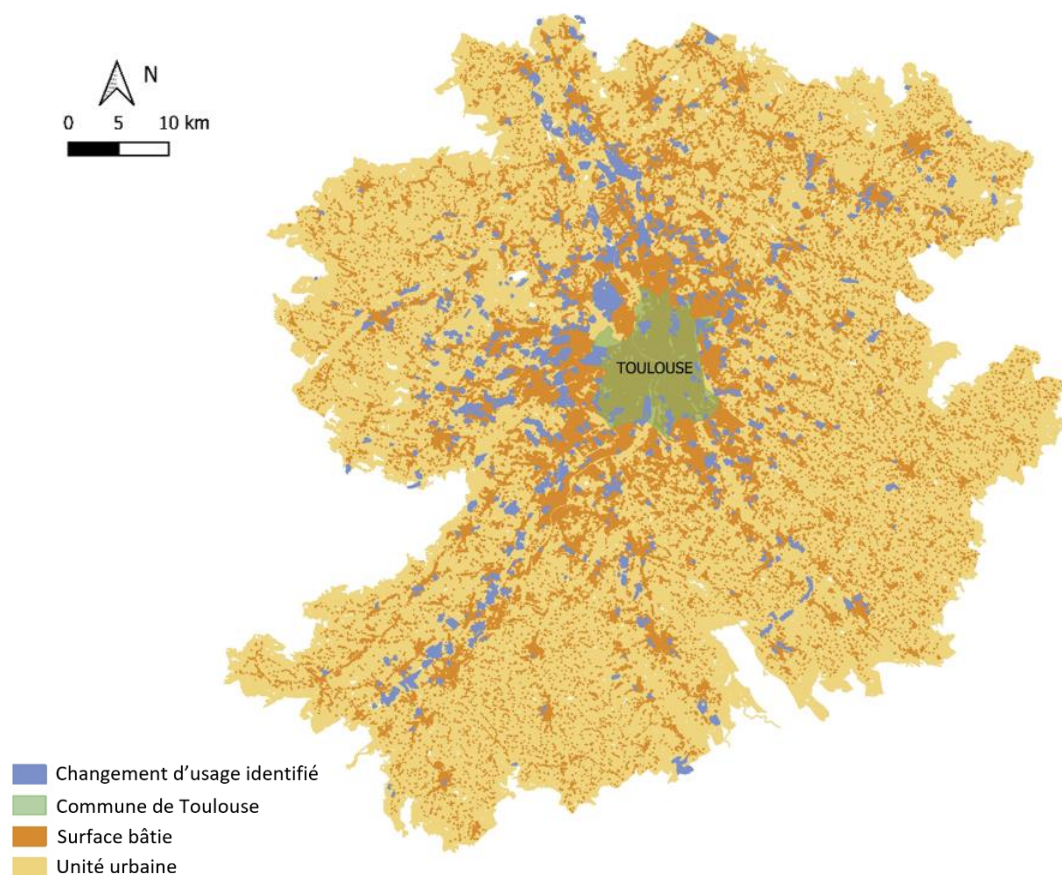 N
0 5 10 km
TOULOUSE
Changement d’usage identifié
Commune de Toulouse
Surface bâtie
Unité urbaine